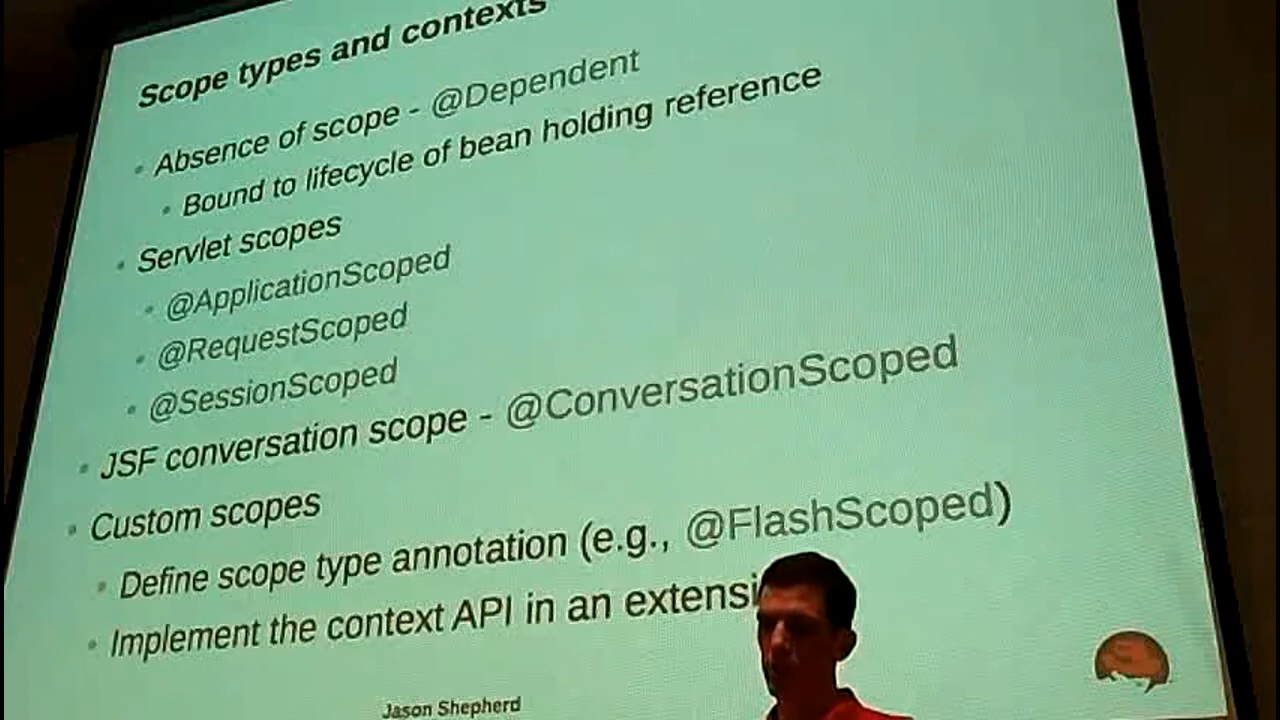 Scope types and contexts
Absence of scope - @Dependent
Bound to lifecycle of bean holding reference
Servlet scopes
@ApplicationScoped
@RequestScoped
@SessionScoped
JSF conversation scope - @ConversationScoped
Custom scopes
Define scope type annotation (e.g., @FlashScoped)
Implement the context API in an extensi
Jason Shepherd